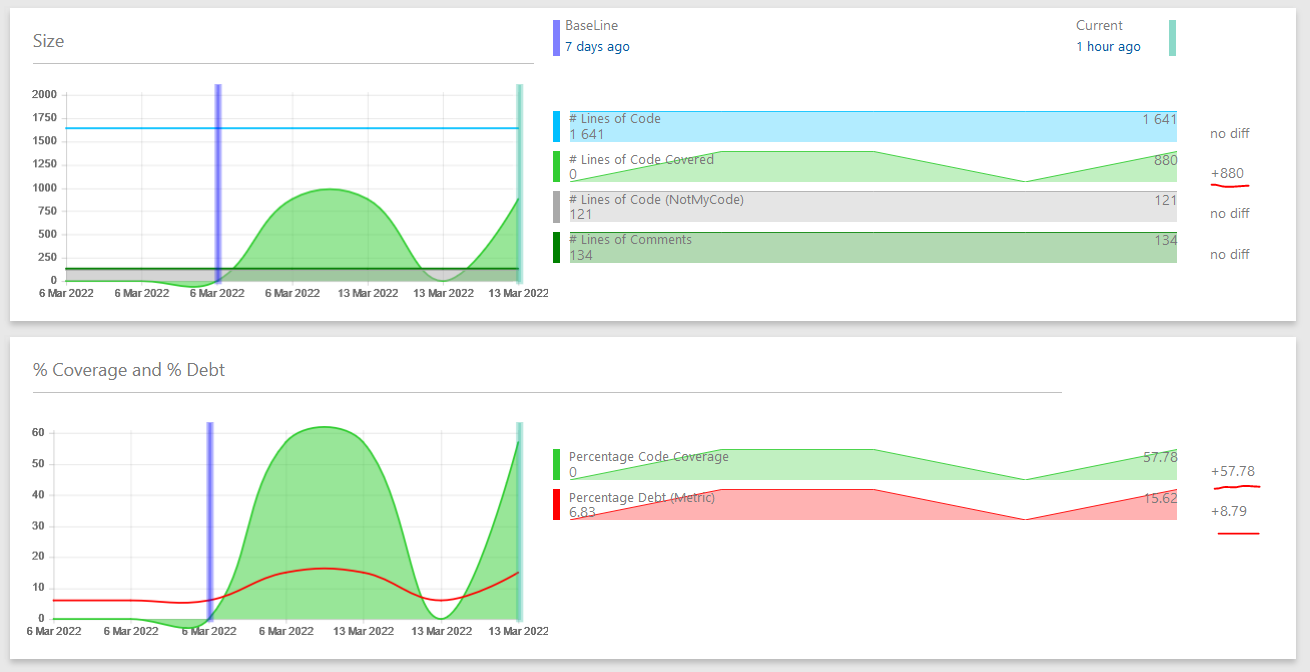 Size
BaseLine
7 days ago
Current
1 hour ago
2000
1750
1500
1250
1000
750
500
250
0
6 Mar 2022 6 Mar 2022 6 Mar 2022 6 Mar 2022 13 Mar 2022 13 Mar 2022 13 Mar 2022
# Lines of Code 1 641
1 641
no diff
# Lines of Code Covered 880
0
+880
# Lines of Code (NotMyCode) 121
121
no diff
# Lines of Comments 134
134
no diff
% Coverage and % Debt
60
50
40
30
20
10
0
6 Mar 2022 6 Mar 2022 6 Mar 2022 6 Mar 2022 13 Mar 2022 13 Mar 2022 13 Mar 2022
Percentage Code Coverage 57.78
0
+57.78
Percentage Debt (Metric) 15.62
6.83
+8.79